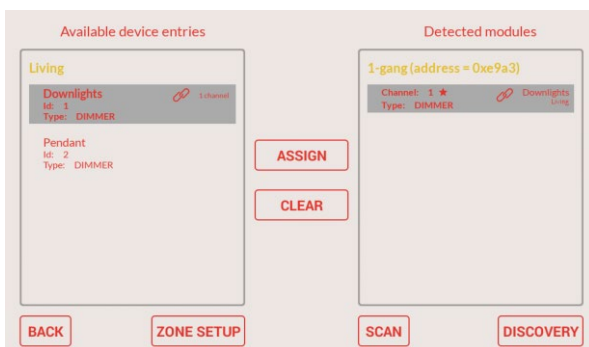 Available device entries
Living
Downlights
1 channel
Id: 1
Type: DIMMER
Pendant
Id: 2
Type: DIMMER
ASSIGN
CLEAR
BACK
ZONE SETUP
Detected modules
1-gang (address = 0xe9a3)
Channel: 1 ★
Type: DIMMER
Downlights
Living
SCAN
DISCOVERY